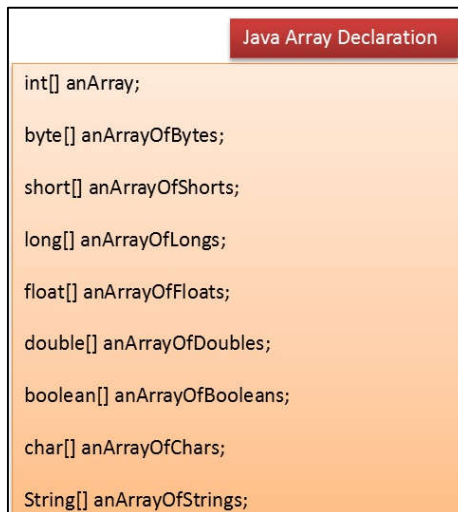 Java Array Declaration
int[] anArray;
byte[] anArrayOfBytes;
short[] anArrayOfShorts;
long[] anArrayOfLongs;
float[] anArrayOfFloats;
double[] anArrayOfDoubles;
boolean[] anArrayOfBooleans;
char[] anArrayOfChars;
String[] anArrayOfStrings;